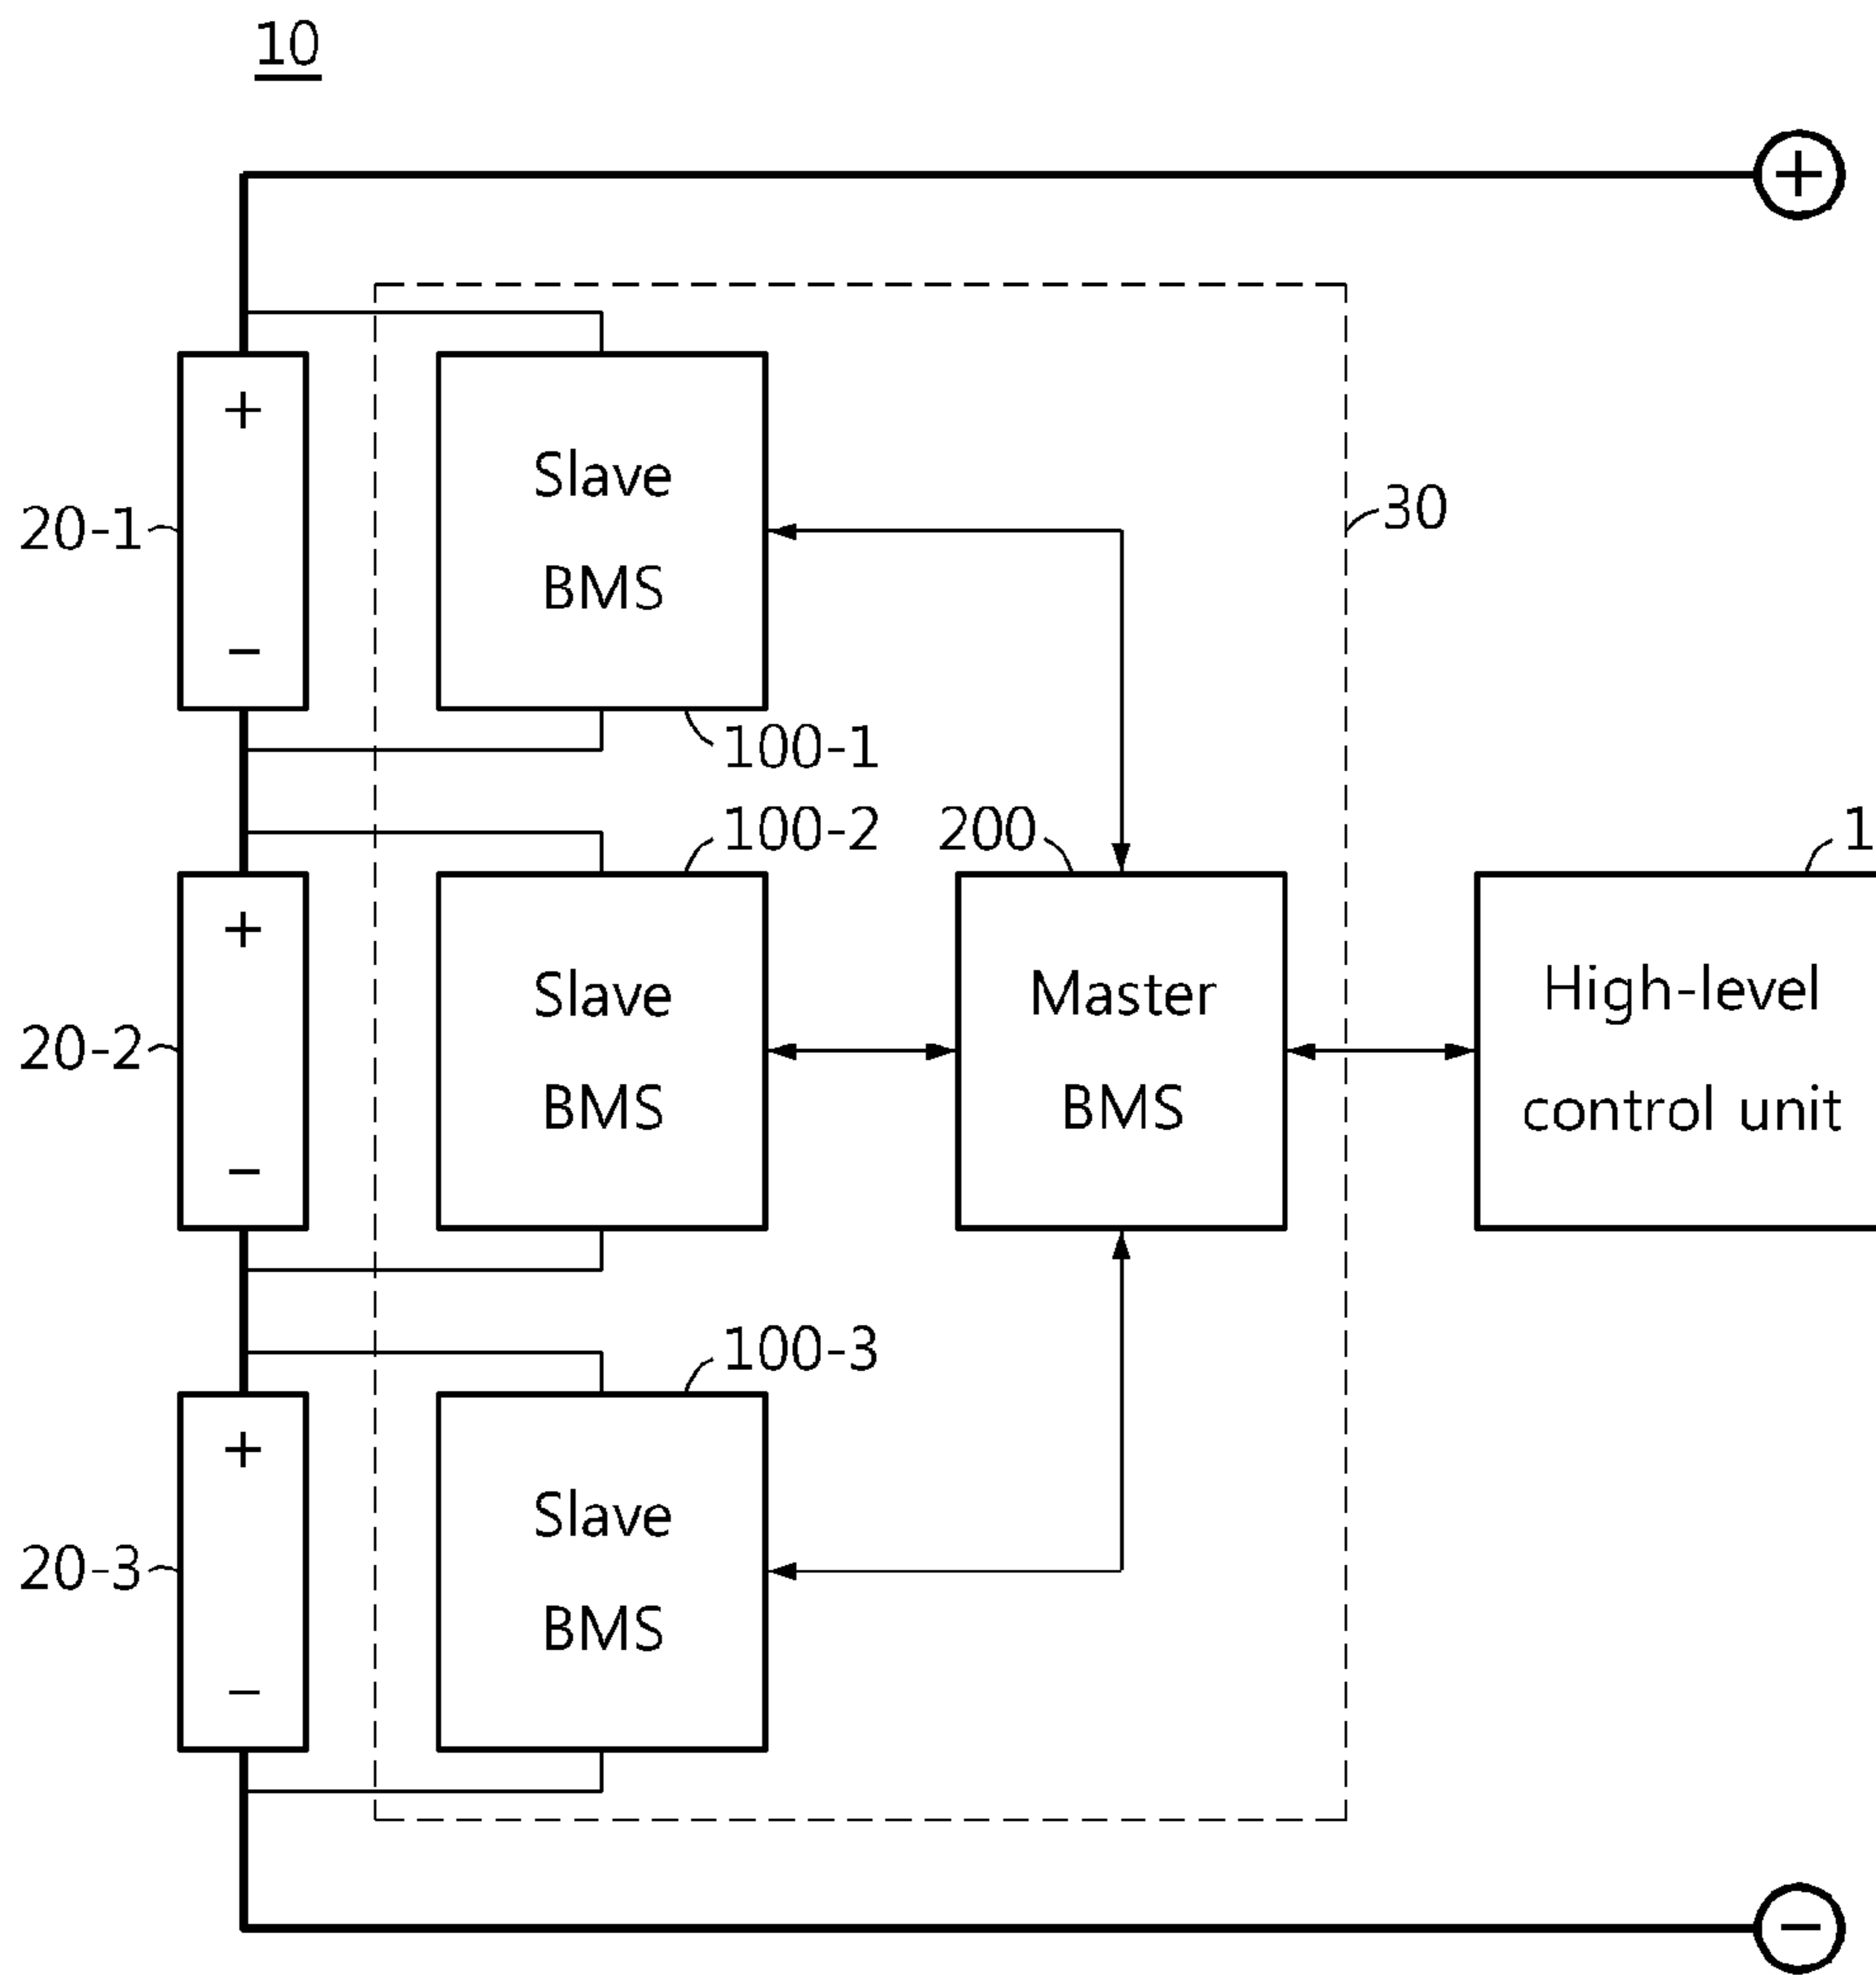 10
+
+
Slave
BMS
20-1
30
−
100-1
100-2
200
1
+
Slave
BMS
Master
BMS
High-level
control unit
20-2
−
100-3
+
Slave
BMS
20-3
−
−